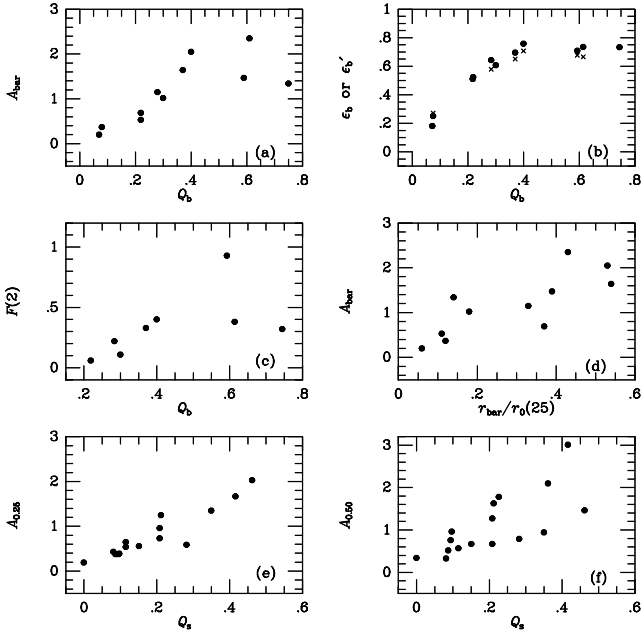 3
2
1
0
A_bar
(a)
0 .2 .4 .6 .8
Q_b
1
.8
.6
.4
.2
0
ϵ_b or ϵ_b′
(b)
0 .2 .4 .6 .8
Q_b
1
.5
0
F(2)
(c)
.2 .4 .6 .8
Q_b
3
2
1
0
A_bar
(d)
0 .2 .4 .6
r_bar/r_0(25)
3
2
1
0
A_0.25
(e)
0 .2 .4 .6
Q_s
3
2
1
0
A_0.50
(f)
0 .2 .4 .6
Q_s